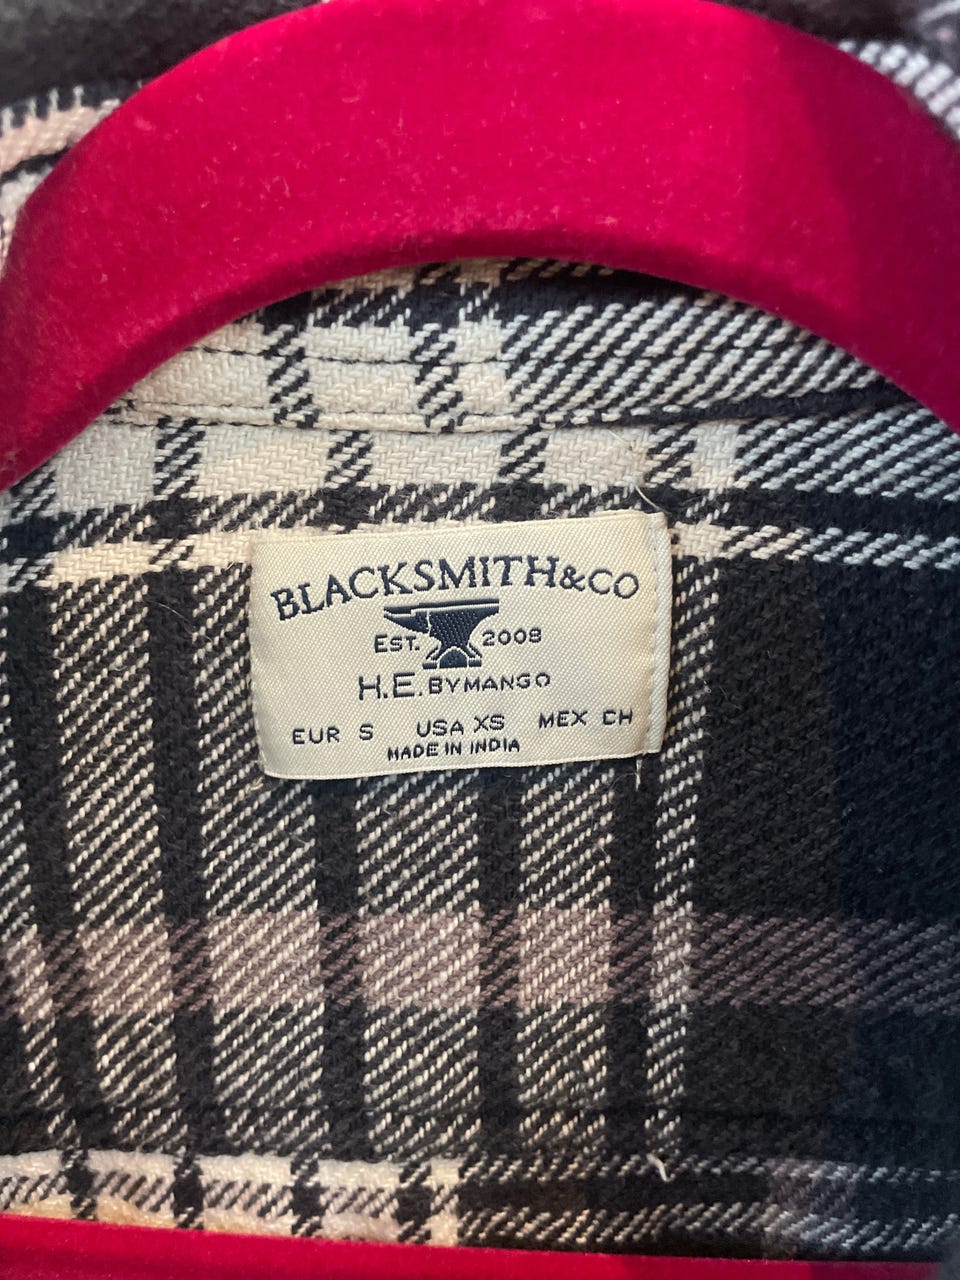 BLACKSMITH&CO
EST. 2008
H.E. BY MANGO
EUR S USA XS MEX CH
MADE IN INDIA